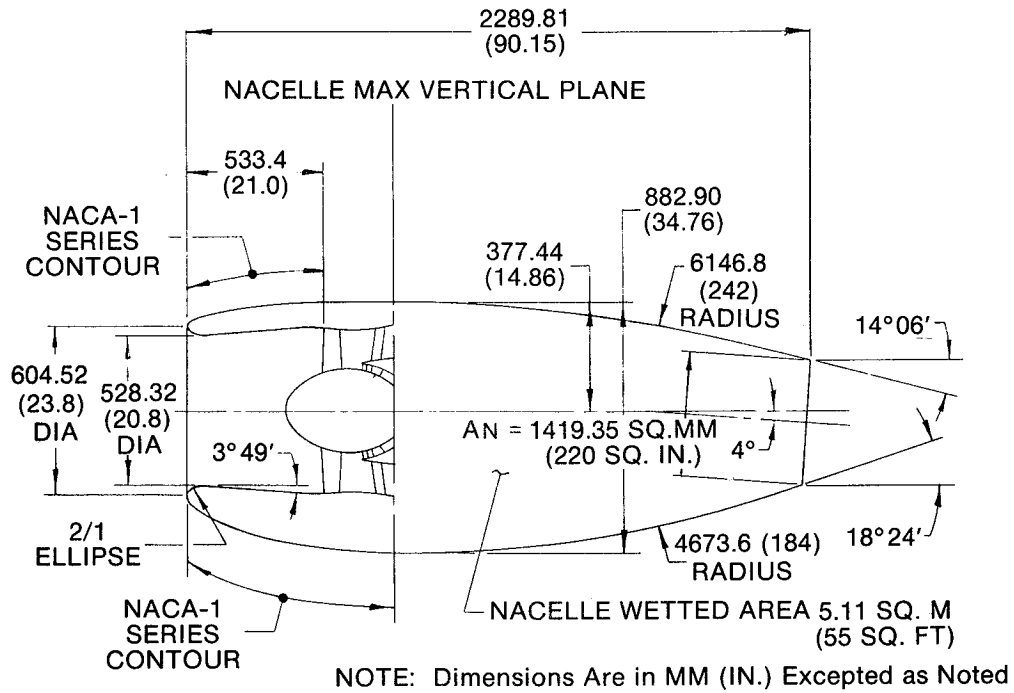 2289.81
(90.15)
NACELLE MAX VERTICAL PLANE
533.4
(21.0)
882.90
(34.76)
NACA-1
SERIES
CONTOUR
377.44
(14.86)
6146.8
(242)
RADIUS
14°06′
604.52
(23.8)
DIA
528.32
(20.8)
DIA
3°49′
AN = 1419.35 SQ.MM
(220 SQ. IN.)
4°
2/1
ELLIPSE
4673.6 (184)
RADIUS
18°24′
NACA-1
SERIES
CONTOUR
NACELLE WETTED AREA 5.11 SQ. M
(55 SQ. FT)
NOTE: Dimensions Are in MM (IN.) Excepted as Noted